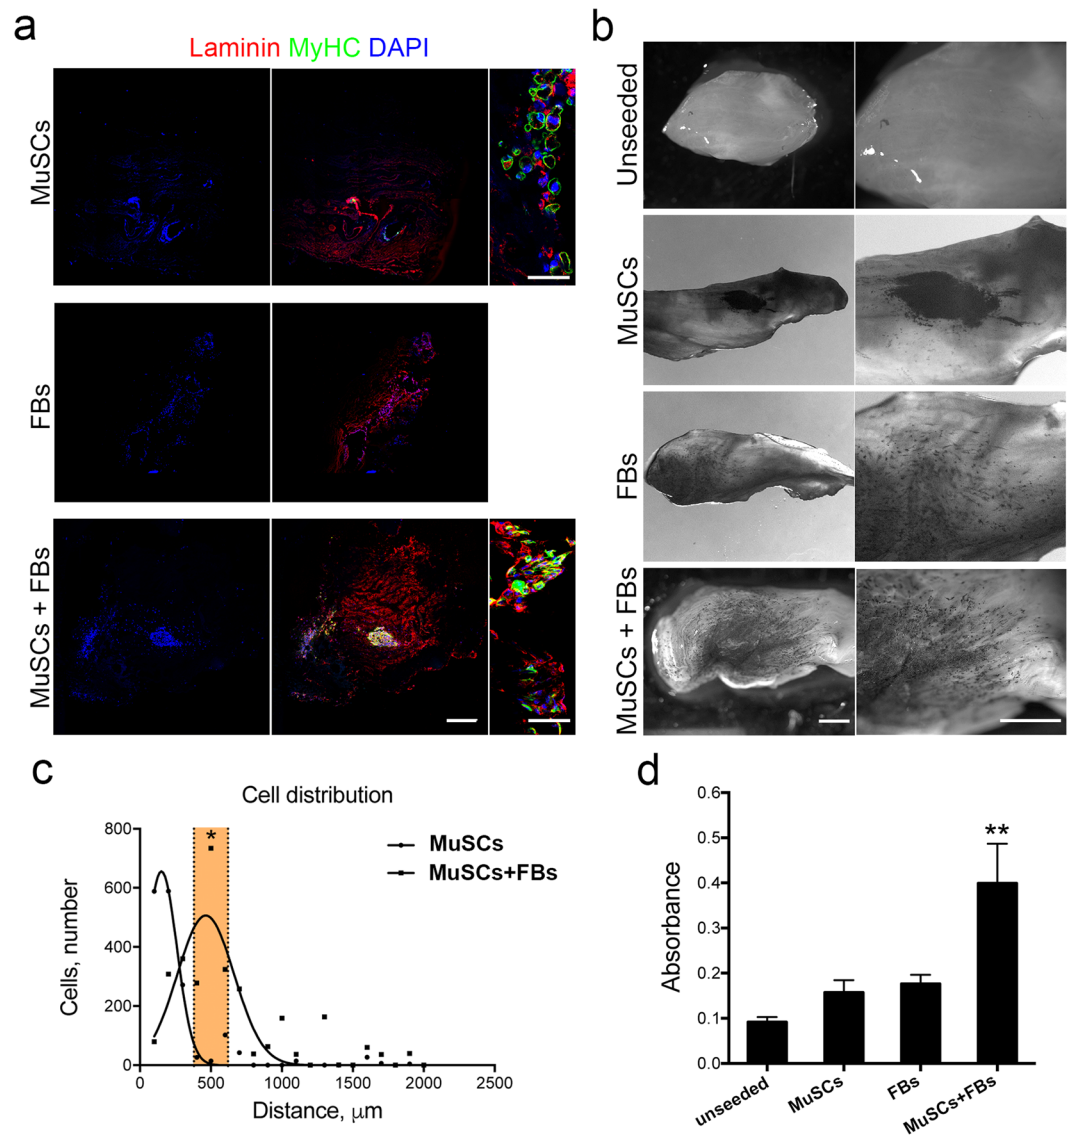 a
Laminin MyHC DAPI
MuSCs
FBs
MuSCs + FBs
b
Unseeded
MuSCs
FBs
MuSCs + FBs
c
Cell distribution
Cells, number
800
600
400
200
0
*
MuSCs
MuSCs+FBs
0 500 1000 1500 2000 2500
Distance, μm
d
Absorbance
0.6
0.5
0.4
0.3
0.2
0.1
0.0
**
unseeded
MuSCs
FBs
MuSCs+FBs